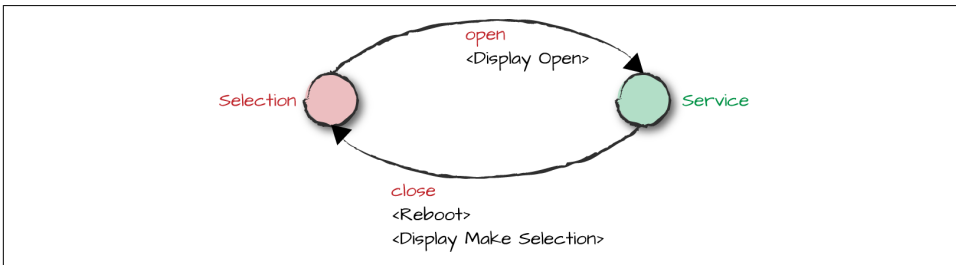 open
<Display Open>
Selection
Service
close
<Reboot>
<Display Make Selection>